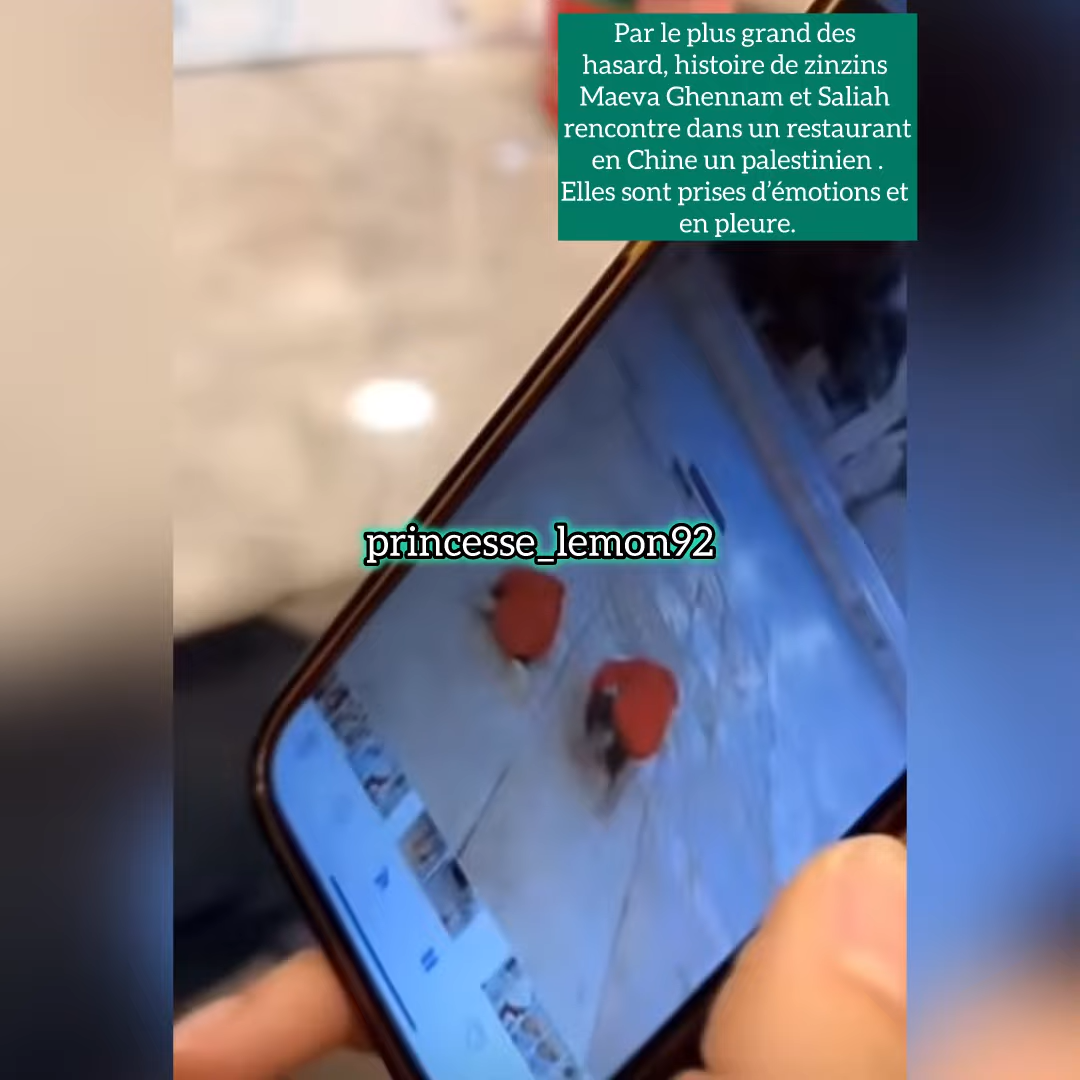 Par le plus grand des
hasard, histoire de zinzins
Maeva Ghennam et Saliah
rencontre dans un restaurant
en Chine un palestinien .
Elles sont prises d’émotions et
en pleure.
princesse_lemon92